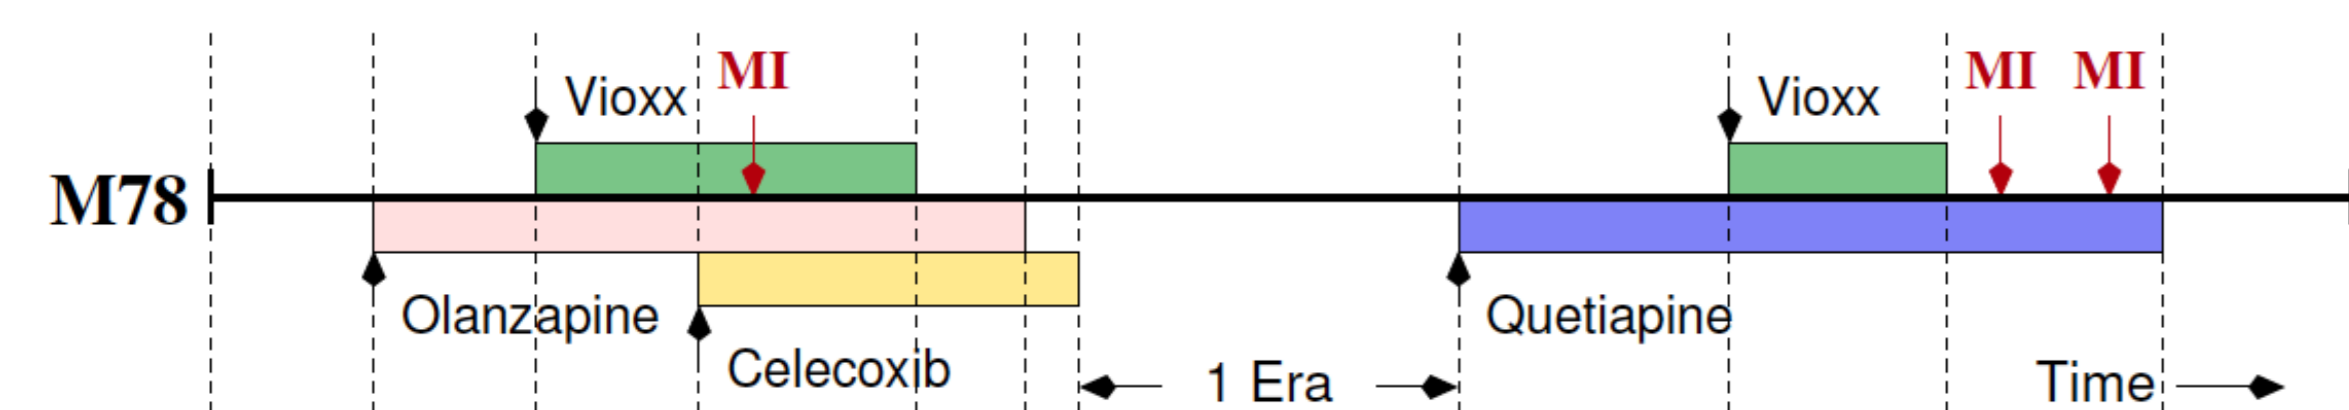 MI
MI
MI
Vioxx
Vioxx
M78
Olanzapine
Quetiapine
Celecoxib
1 Era
Time